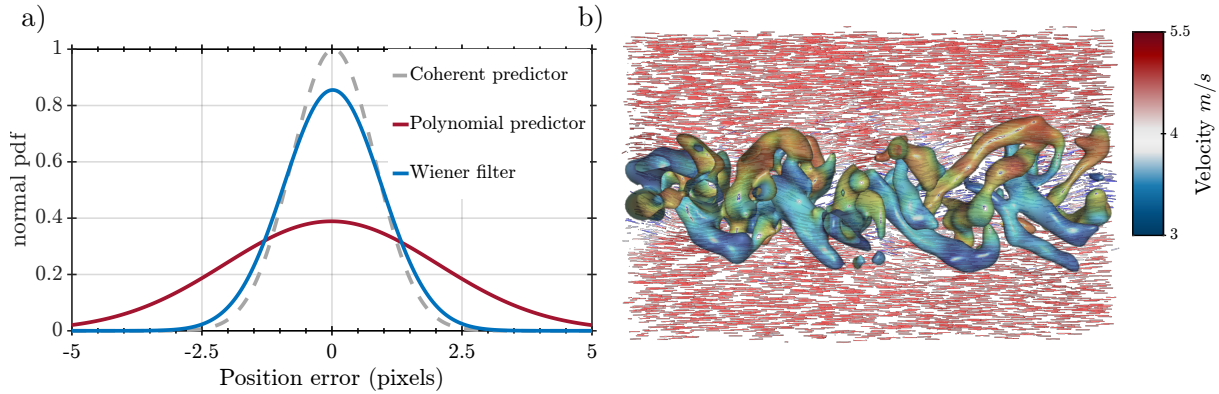 a)
normal pdf
1
0.8
0.6
0.4
0.2
0
-5
-2.5
0
2.5
5
Position error (pixels)
Coherent predictor
Polynomial predictor
Wiener filter
b)
5.5
4
3
Velocity m/s